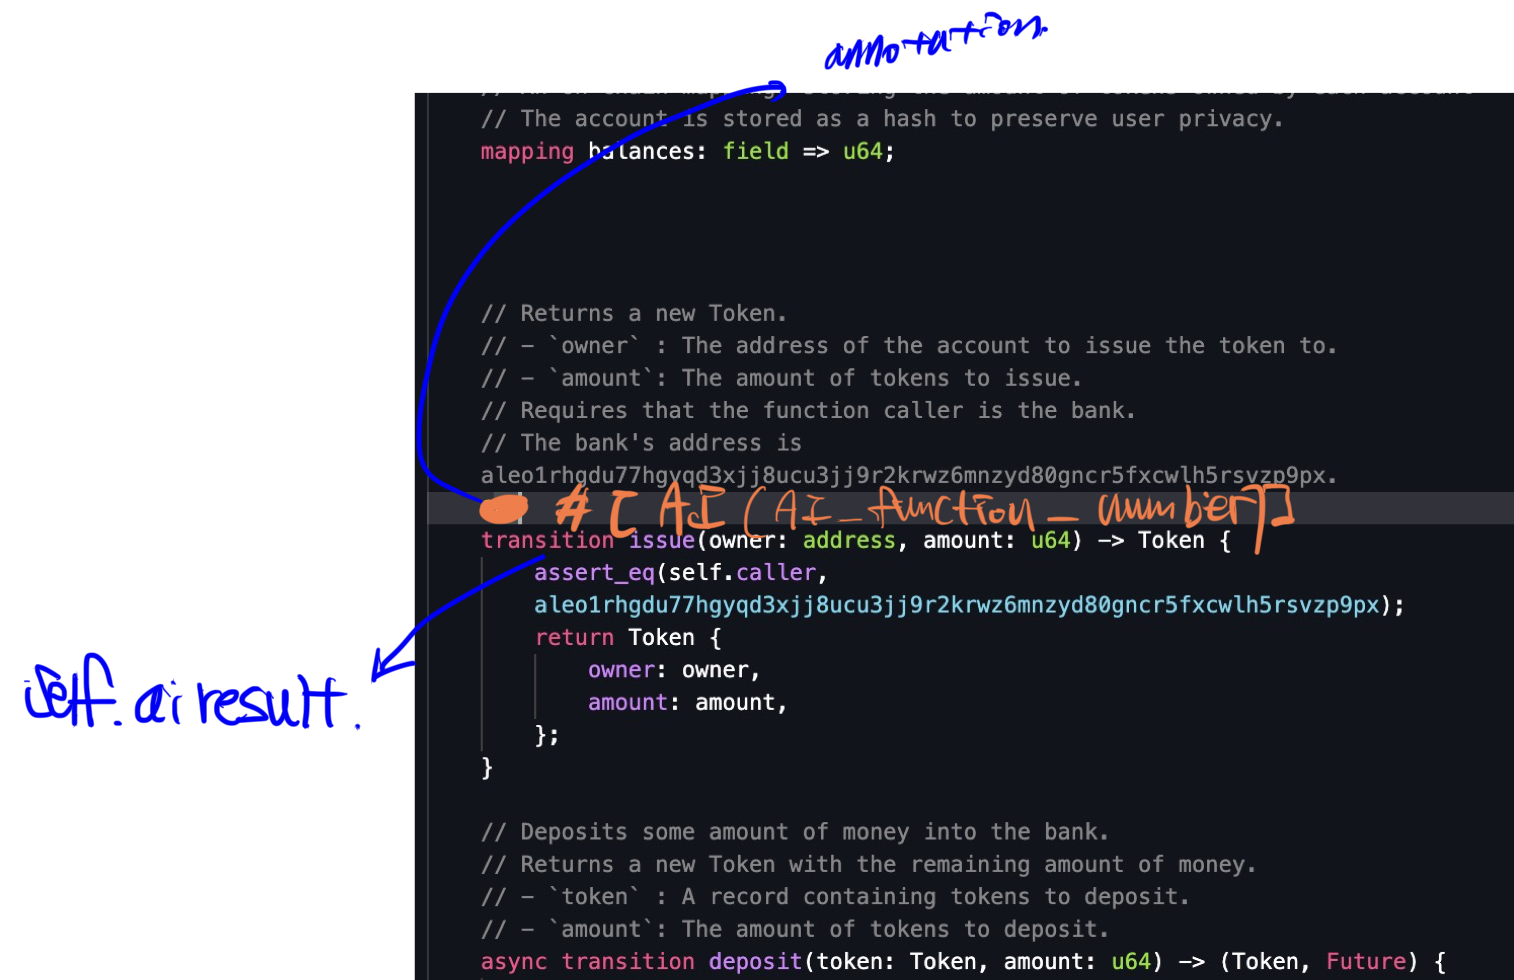 annotation.
// The account is stored as a hash to preserve user privacy.
mapping balances: field => u64;
// Returns a new Token.
// - `owner` : The address of the account to issue the token to.
// - `amount`: The amount of tokens to issue.
// Requires that the function caller is the bank.
// The bank's address is
aleo1rhgdu77hgyqd3xjj8ucu3jj9r2krwz6mnzyd80gncr5fxcwlh5rsvzp9px.
#[AI(AI_function_number)]
transition issue(owner: address, amount: u64) -> Token {
assert_eq(self.caller,
aleo1rhgdu77hgyqd3xjj8ucu3jj9r2krwz6mnzyd80gncr5fxcwlh5rsvzp9px);
return Token {
owner: owner,
self.airesult.
amount: amount,
};
}
// Deposits some amount of money into the bank.
// Returns a new Token with the remaining amount of money.
// - `token` : A record containing tokens to deposit.
// - `amount`: The amount of tokens to deposit.
async transition deposit(token: Token, amount: u64) -> (Token, Future) {